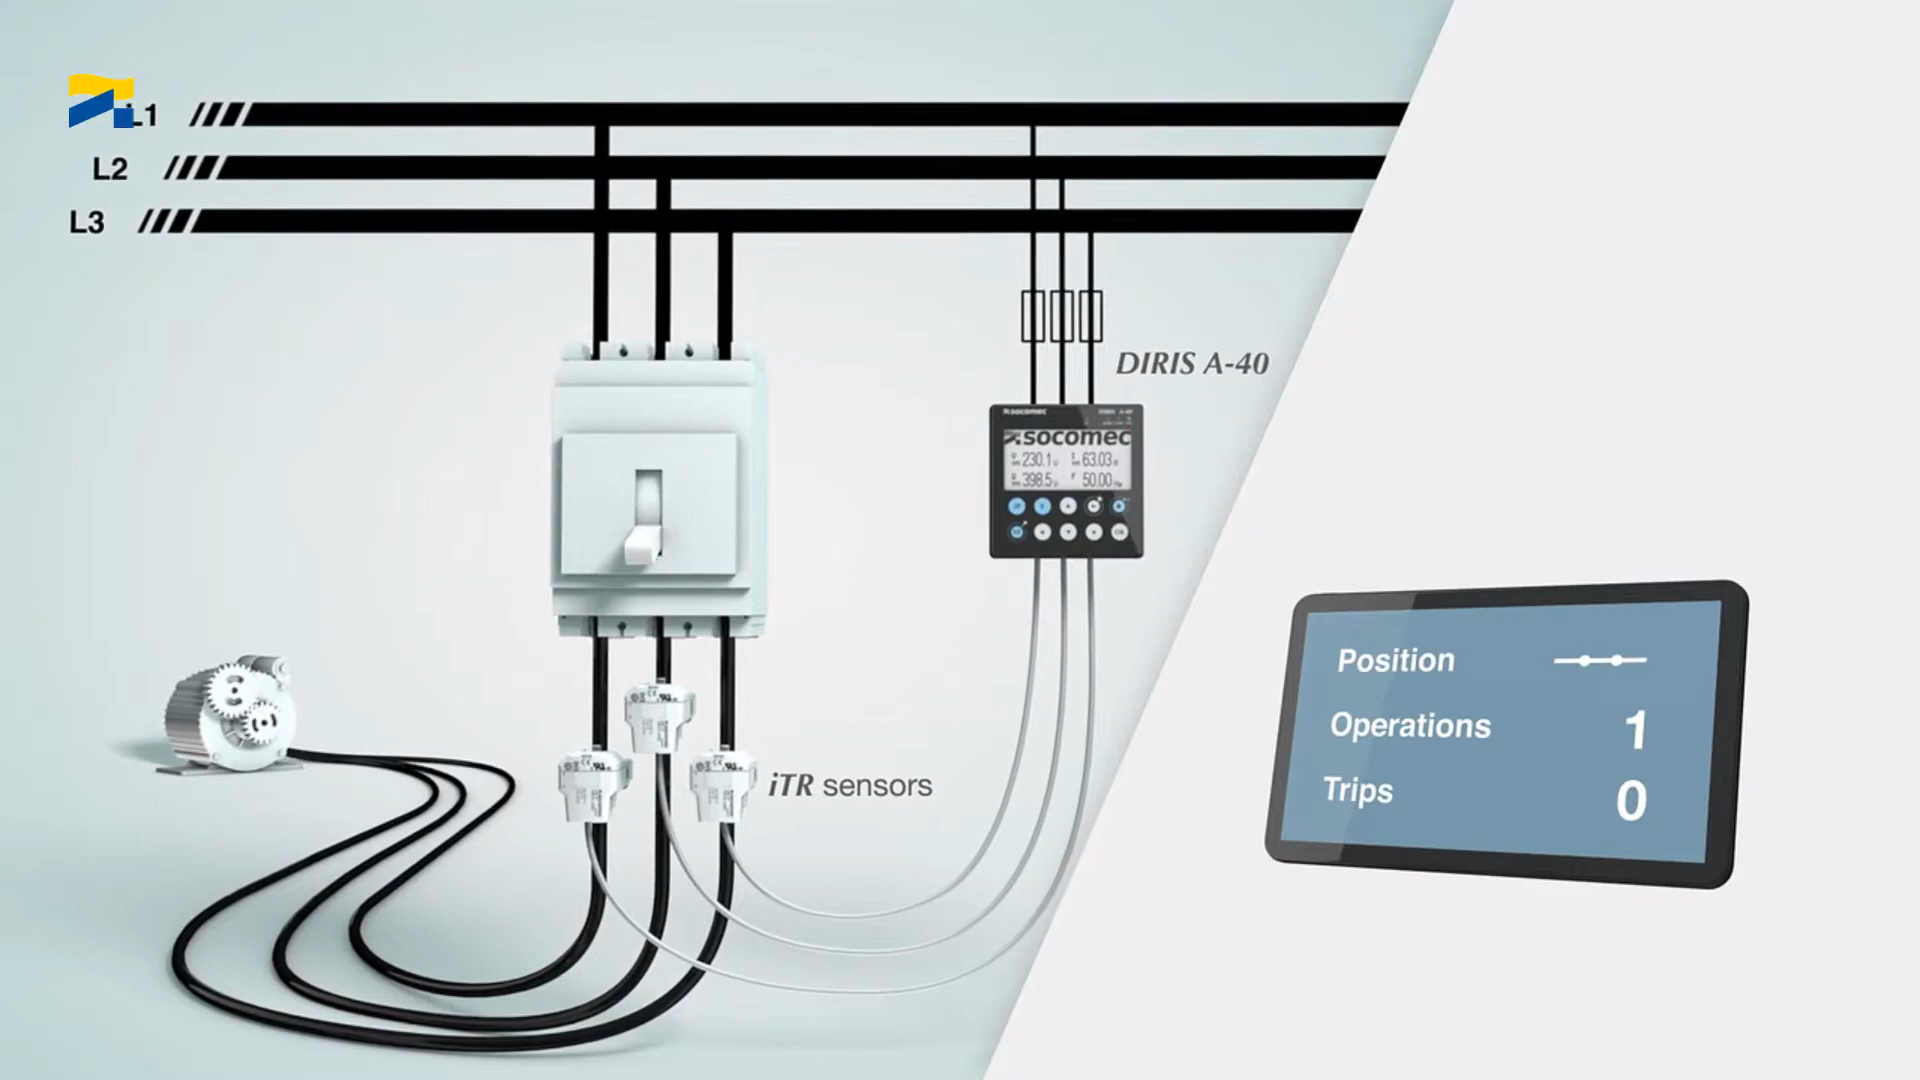 L1
L2
L3
DIRIS A-40
socomec
socomec
230.1 63.03
398.5 50.00
iTR sensors
Position
Operations 1
Trips 0